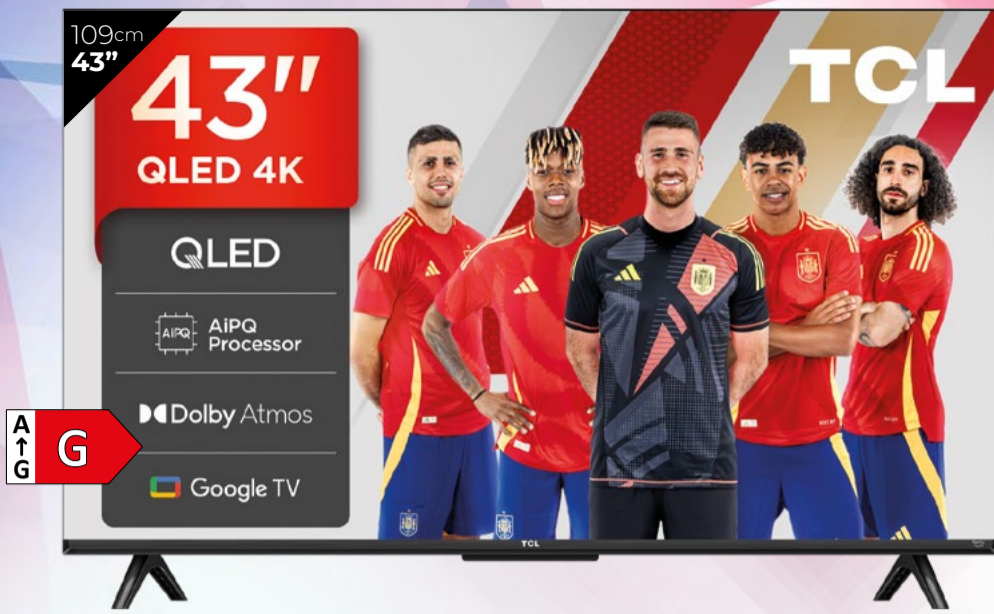 109cm
43”
43"
QLED 4K
TCL
QLED
AiPQ
AiPQ
Processor
Dolby Atmos
Google TV
A
G
G
TCL